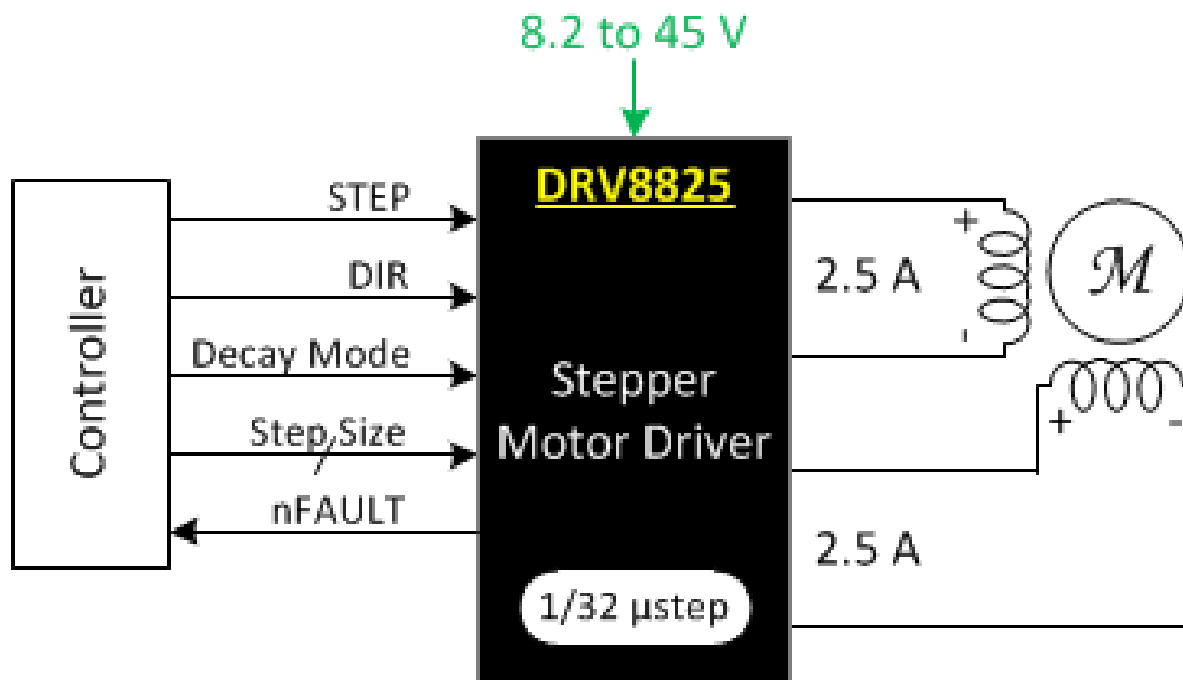 8.2 to 45 V
DRV8825
Controller
STEP
DIR
Decay Mode
Step Size
nFAULT
Stepper
Motor Driver
1/32 µstep
+
2.5 A
-
M
+
-
2.5 A